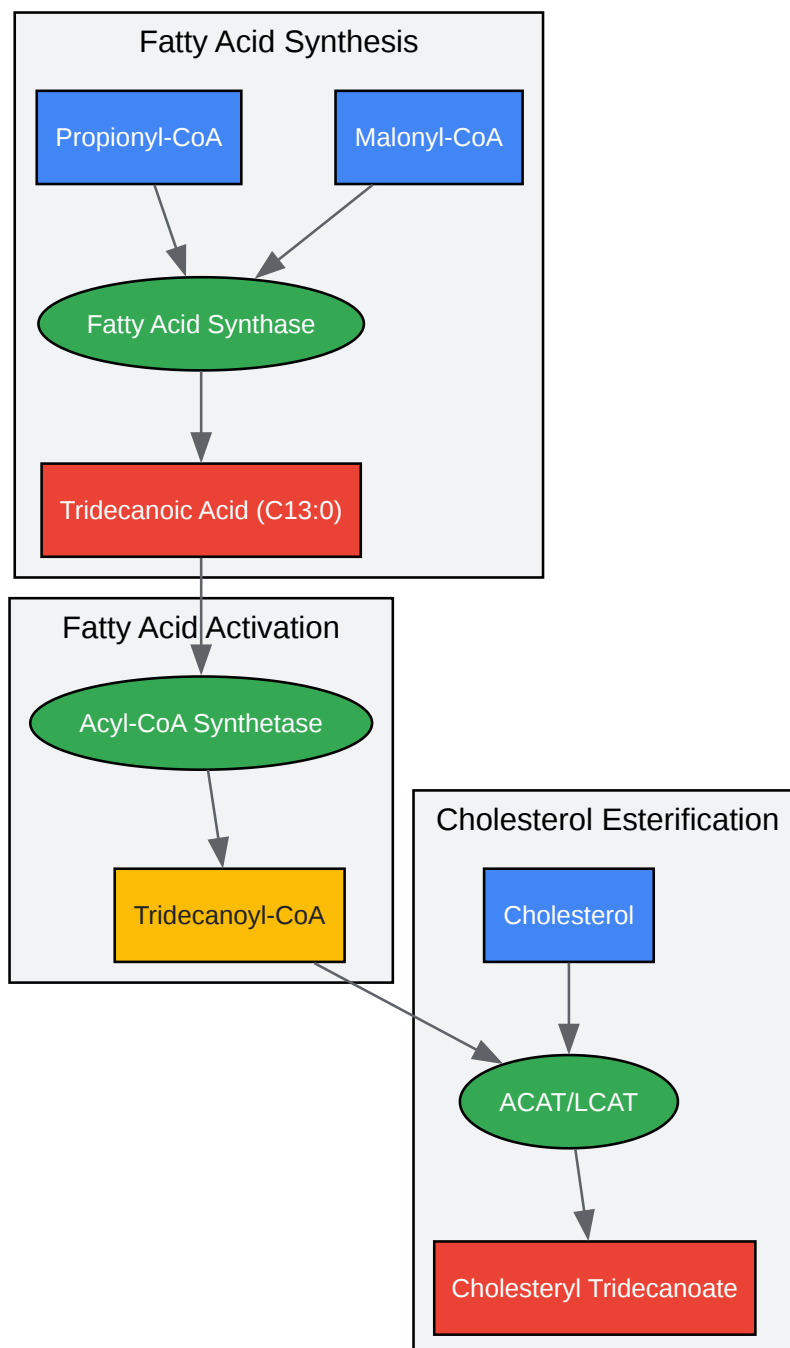 Fatty Acid Synthesis
Propionyl-CoA
Malonyl-CoA
Fatty Acid Synthase
Tridecanoic Acid (C13:0)
Fatty Acid Activation
Acyl-CoA Synthetase
Tridecanoyl-CoA
Cholesterol Esterification
Cholesterol
ACAT/LCAT
Cholesteryl Tridecanoate